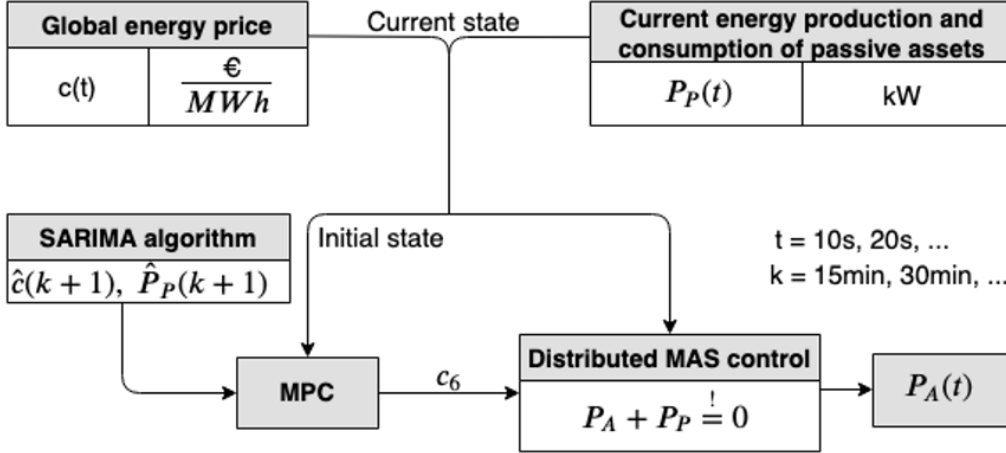 Global energy price
c(t)
€
MWh
Current state
Current energy production and
consumption of passive assets
P_P(t)
kW
SARIMA algorithm
ĉ(k + 1), P̂_P(k + 1)
Initial state
t = 10s, 20s, ...
k = 15min, 30min, ...
MPC
c₆
Distributed MAS control
!
P_A + P_P = 0
P_A(t)